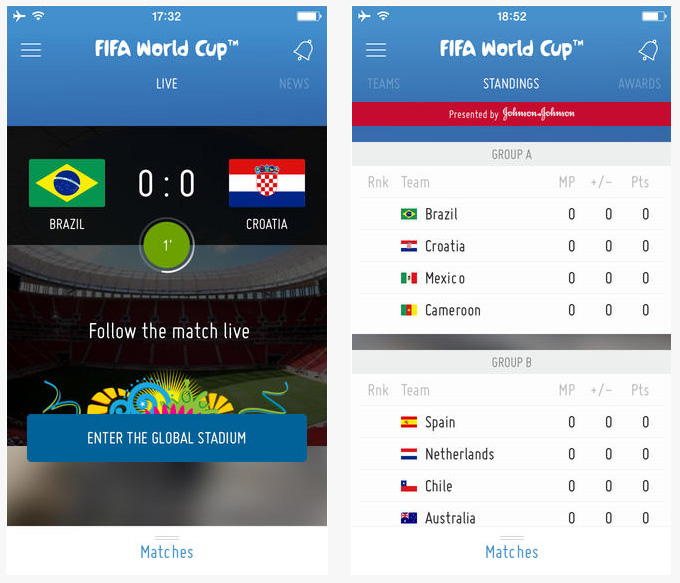 17:32
FIFA World Cup™
LIVE
NEWS
0 : 0
BRAZIL
CROATIA
1'
Follow the match live
ENTER THE GLOBAL STADIUM
Matches
18:52
FIFA World Cup™
TEAMS
STANDINGS
AWARDS
Presented by Johnson & Johnson
GROUP A
Rnk Team MP +/− Pts
Brazil 0 0 0
Croatia 0 0 0
Mexico 0 0 0
Cameroon 0 0 0
GROUP B
Rnk Team MP +/− Pts
Spain 0 0 0
Netherlands 0 0 0
Chile 0 0 0
Australia 0 0 0
Matches